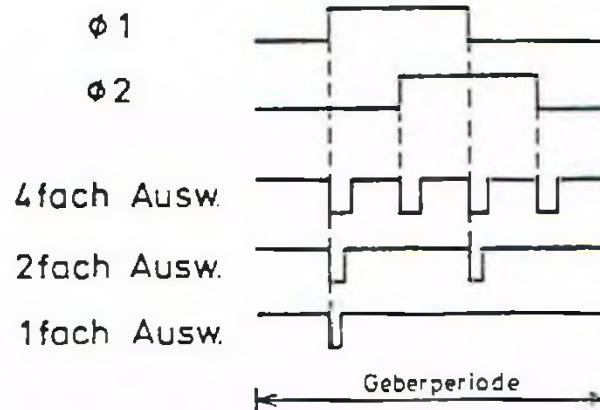 ϕ1
ϕ2
4fach Ausw.
2fach Ausw.
1fach Ausw.
Geberperiode